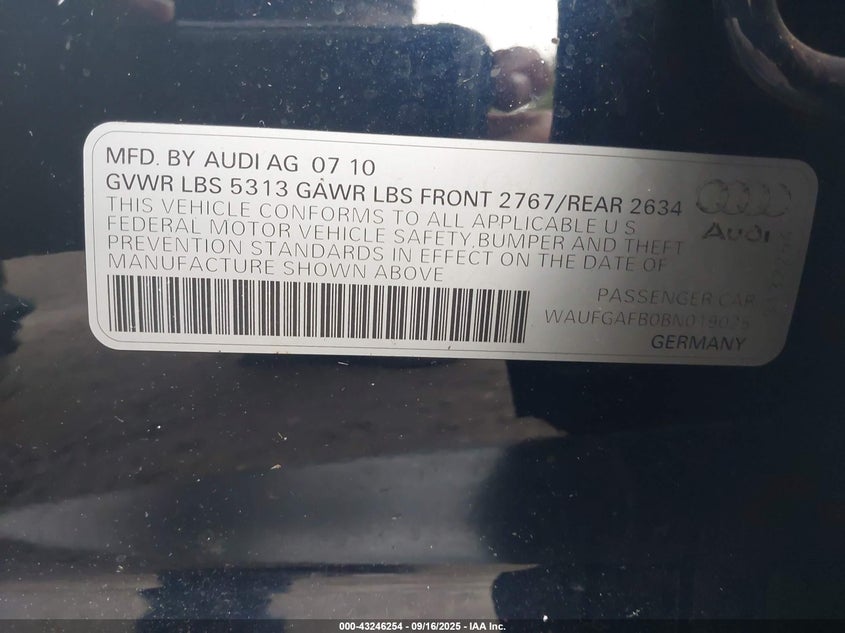 MFD. BY AUDI AG 07 10
GVWR LBS 5313 GAWR LBS FRONT 2767/REAR 2634
THIS VEHICLE CONFORMS TO ALL APPLICABLE U S
FEDERAL MOTOR VEHICLE SAFETY, BUMPER AND THEFT
PREVENTION STANDARDS IN EFFECT ON THE DATE OF
MANUFACTURE SHOWN ABOVE
Audi
PASSENGER CAR
WAUFGAFB0BN019025
GERMANY
000-43246254 - 09/16/2025 - IAA Inc.